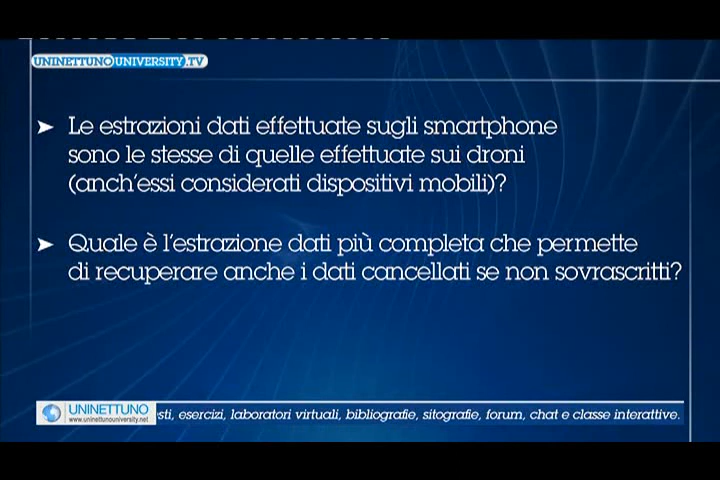 UNINETTUNOUNIVERSITY.TV
Le estrazioni dati effettuate sugli smartphone
sono le stesse di quelle effettuate sui droni
(anch'essi considerati dispositivi mobili)?
Quale è l'estrazione dati più completa che permette
di recuperare anche i dati cancellati se non sovrascritti?
UNINETTUNO
www.uninettunouniversity.net
sti, esercizi, laboratori virtuali, bibliografie, sitografie, forum, chat e classe interattive.